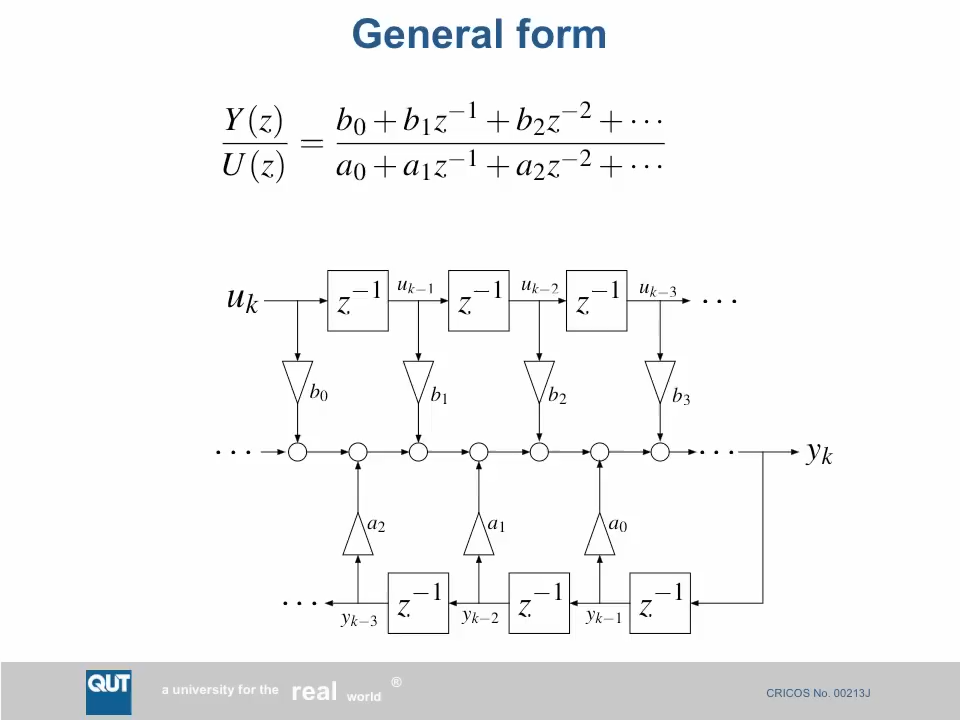 General form
Y(z)/U(z) = (b₀ + b₁z⁻¹ + b₂z⁻² + ⋯)/(a₀ + a₁z⁻¹ + a₂z⁻² + ⋯)
uₖ z⁻¹ uₖ₋₁ z⁻¹ uₖ₋₂ z⁻¹ uₖ₋₃ ⋯
b₀ b₁ b₂ b₃
⋯ ⋯ yₖ
a₂ a₁ a₀
⋯ yₖ₋₃ z⁻¹ yₖ₋₂ z⁻¹ yₖ₋₁ z⁻¹
QUT a university for the real world ® CRICOS No. 00213J